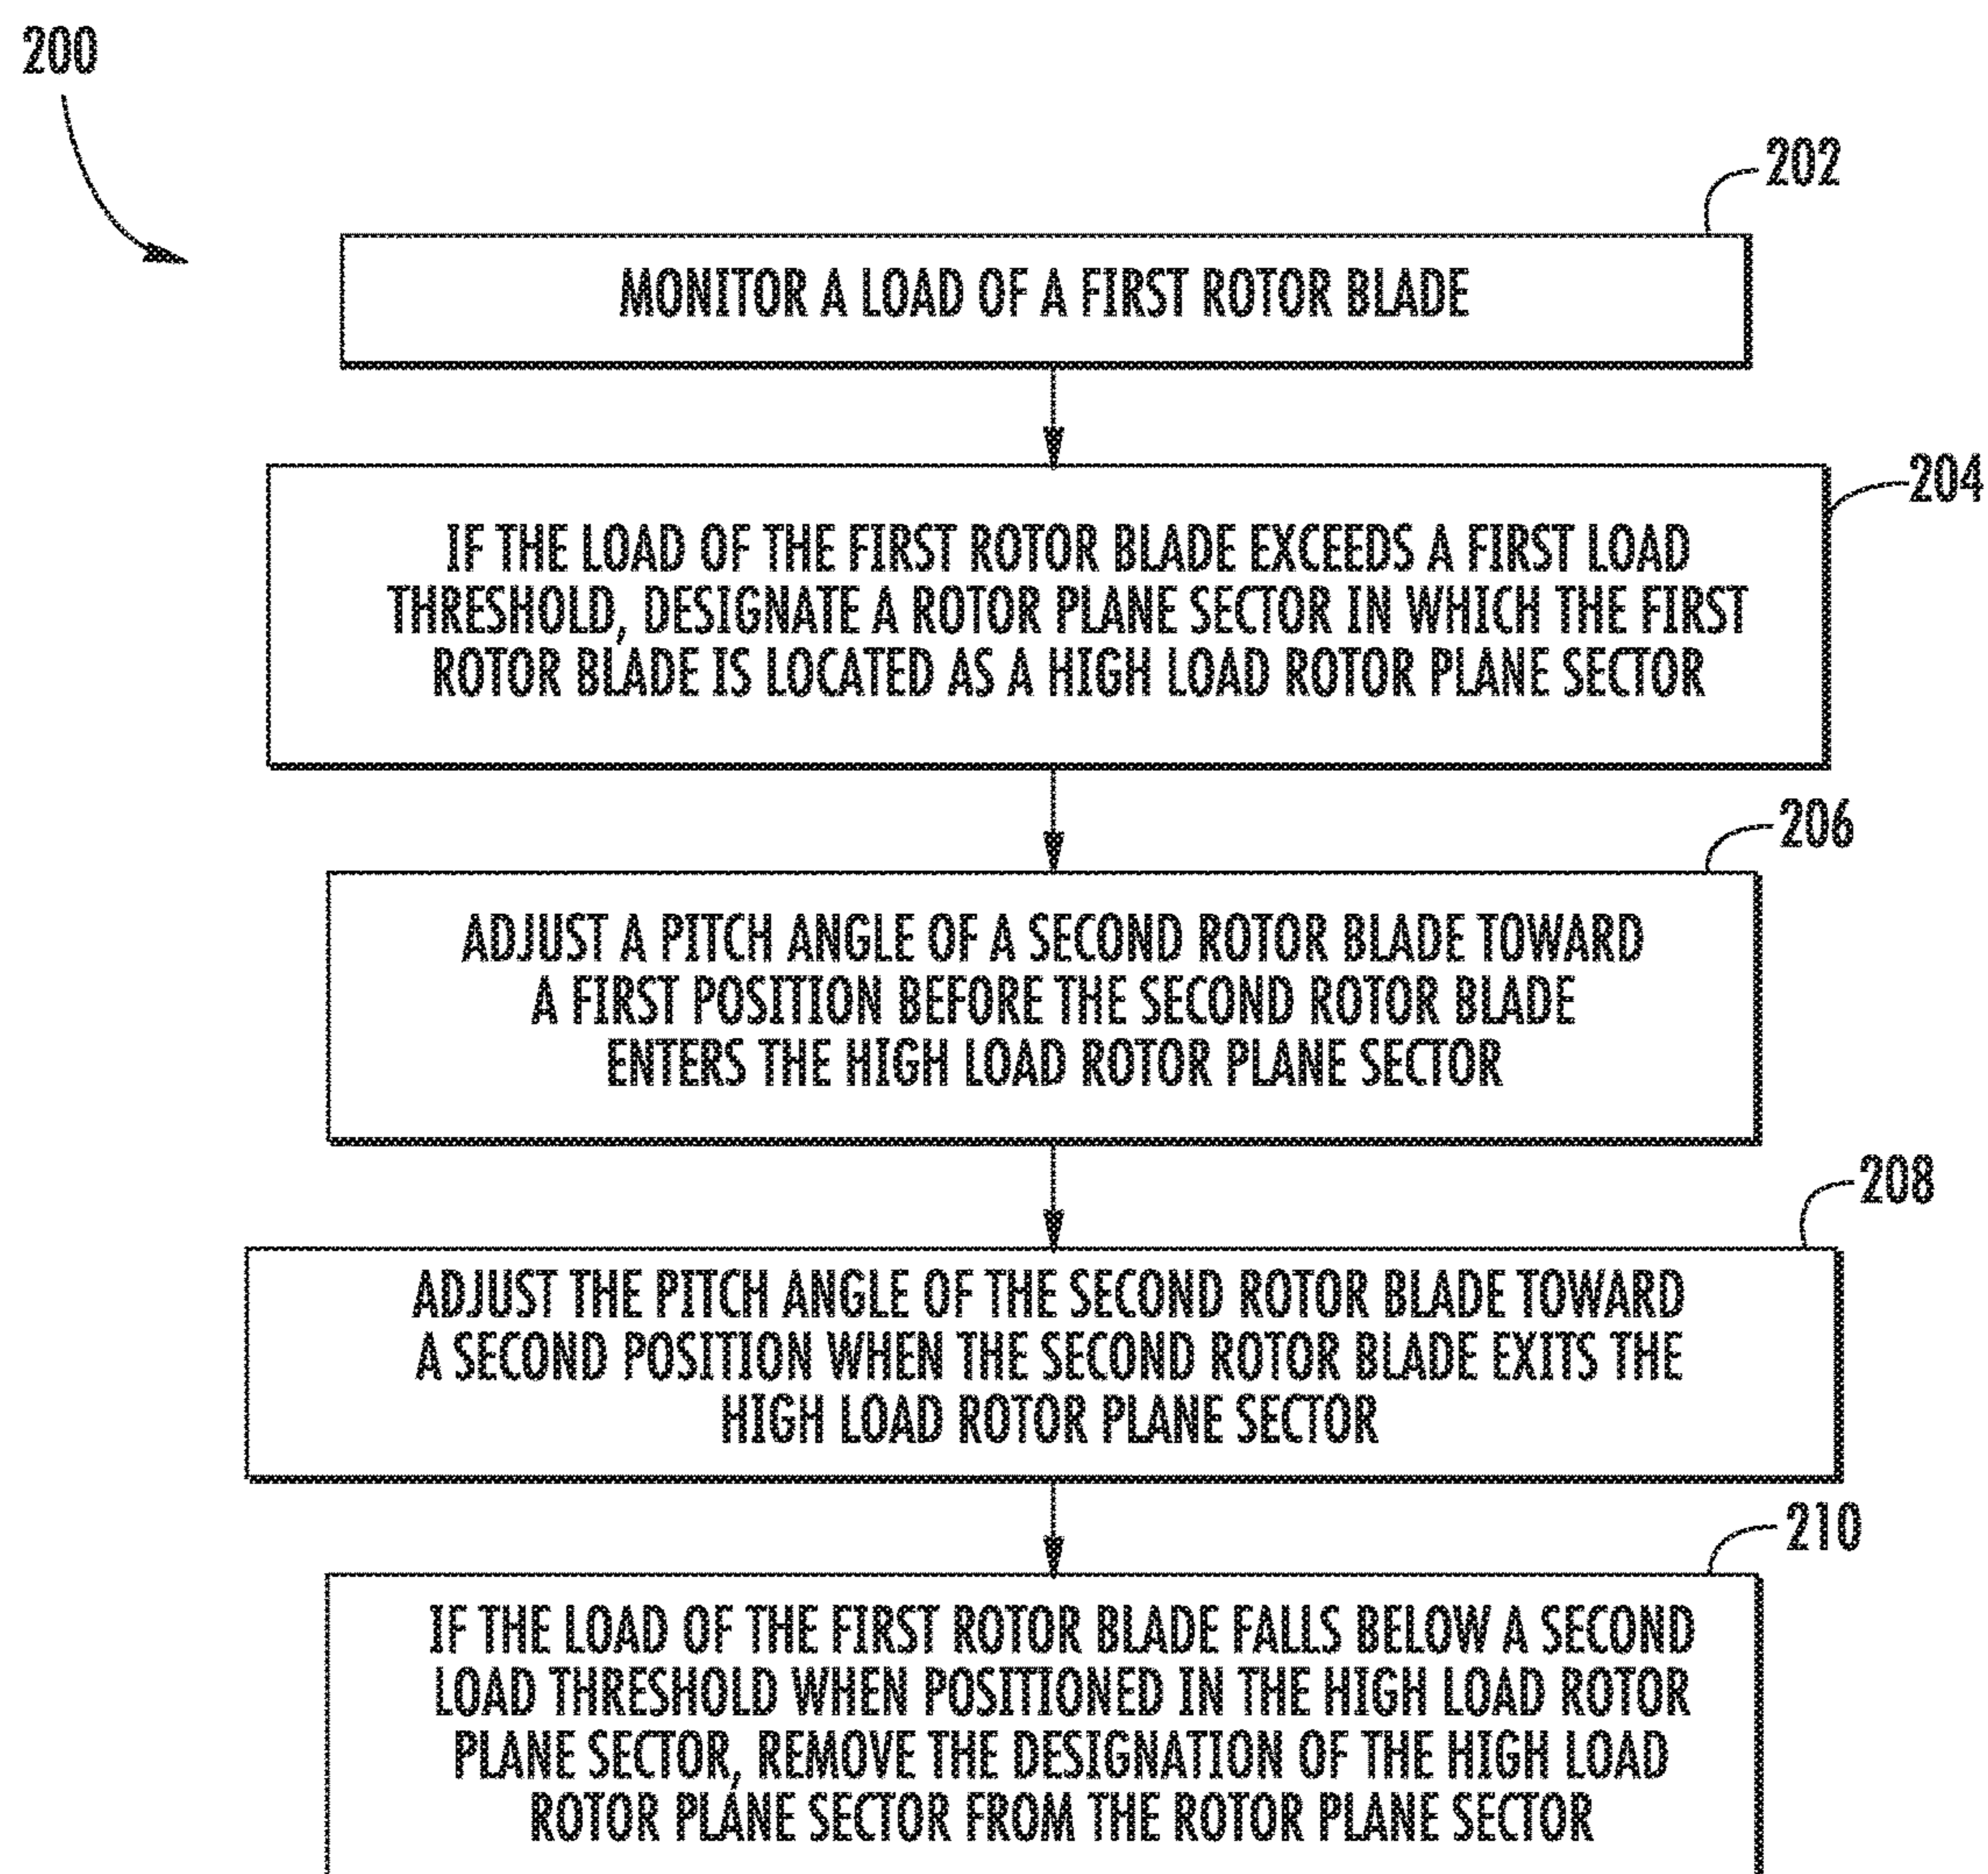 200
202
MONITOR A LOAD OF A FIRST ROTOR BLADE
204
IF THE LOAD OF THE FIRST ROTOR BLADE EXCEEDS A FIRST LOAD
THRESHOLD, DESIGNATE A ROTOR PLANE SECTOR IN WHICH THE FIRST
ROTOR BLADE IS LOCATED AS A HIGH LOAD ROTOR PLANE SECTOR
206
ADJUST A PITCH ANGLE OF A SECOND ROTOR BLADE TOWARD
A FIRST POSITION BEFORE THE SECOND ROTOR BLADE
ENTERS THE HIGH LOAD ROTOR PLANE SECTOR
208
ADJUST THE PITCH ANGLE OF THE SECOND ROTOR BLADE TOWARD
A SECOND POSITION WHEN THE SECOND ROTOR BLADE EXITS THE
HIGH LOAD ROTOR PLANE SECTOR
210
IF THE LOAD OF THE FIRST ROTOR BLADE FALLS BELOW A SECOND
LOAD THRESHOLD WHEN POSITIONED IN THE HIGH LOAD ROTOR
PLANE SECTOR, REMOVE THE DESIGNATION OF THE HIGH LOAD
ROTOR PLANE SECTOR FROM THE ROTOR PLANE SECTOR